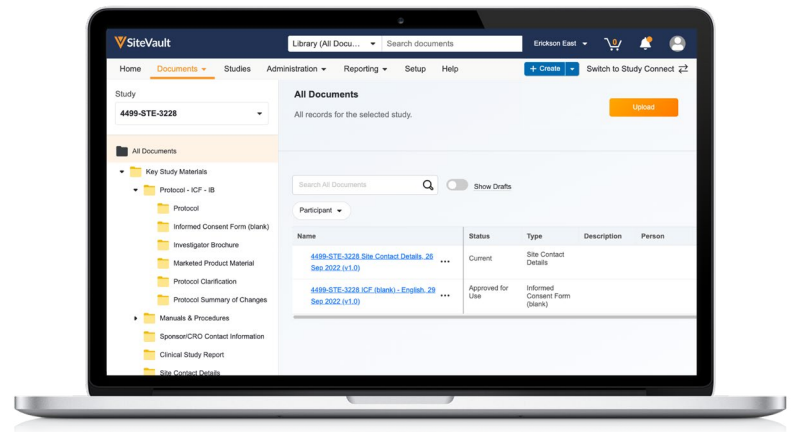 SiteVault
Library (All Docu...
Search documents
Erickson East
Home
Documents
Studies
Administration
Reporting
Setup
Help
+ Create
Switch to Study Connect
Study
4499-STE-3228
All Documents
Key Study Materials
Protocol - ICF - IB
Protocol
Informed Consent Form (blank)
Investigator Brochure
Marketed Product Material
Protocol Clarification
Protocol Summary of Changes
Manuals & Procedures
Sponsor/CRO Contact Information
Clinical Study Report
Site Contact Details
All Documents
All records for the selected study.
Upload
Search All Documents
Show Drafts
Participant
Name
Status
Type
Description
Person
4499-STE-3228 Site Contact Details, 26
Sep 2022 (v1.0)
Current
Site Contact
Details
4499-STE-3228 ICF (blank) - English, 29
Sep 2022 (v1.0)
Approved for
Use
Informed
Consent Form
(blank)